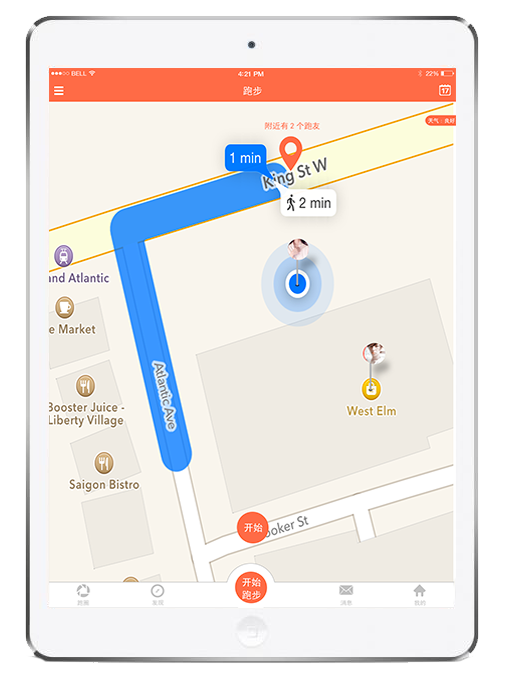 BELL
4:21 PM
22%
跑步
17
天气：良好
附近有 2 个跑友
1 min
King St W
2 min
nd Atlantic
e Market
Atlantic Ave
Booster Juice -
Liberty Village
West Elm
Saigon Bistro
开始
ooker St
开始
跑步
跑圈
发现
消息
我的